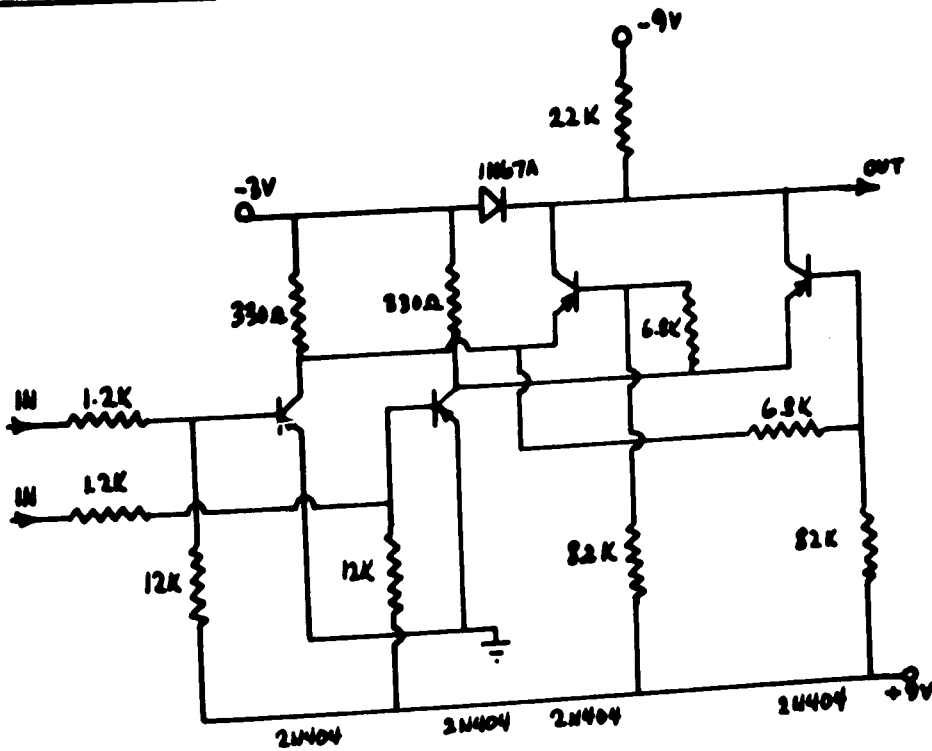 -9V
22K
1N67A
OUT
-3V
330Ω
330Ω
6.8K
IN
1.2K
6.8K
IN
1.2K
12K
12K
82K
82K
+9V
2N404
2N404
2N404
2N404